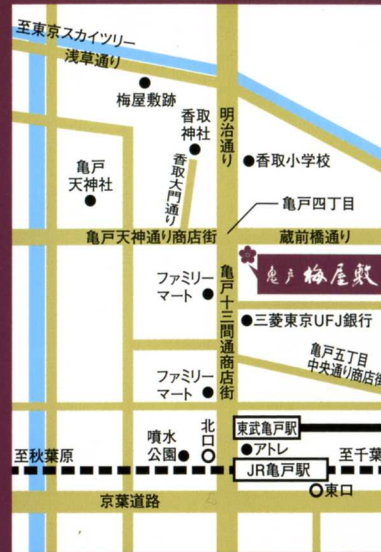 至東京スカイツリー
浅草通り
梅屋敷跡
香取
神社
明治通り
香取小学校
亀戸
天神社
香取大門通り
亀戸四丁目
亀戸天神通り商店街
蔵前橋通り
亀戸 梅屋敷
ファミリー
マート
亀戸十三間通商店街
三菱東京UFJ銀行
亀戸五丁目
中央通り商店街
ファミリー
マート
北口
東武亀戸駅
噴水
公園
アトレ
至秋葉原
JR亀戸駅
至千葉
京葉道路
東口